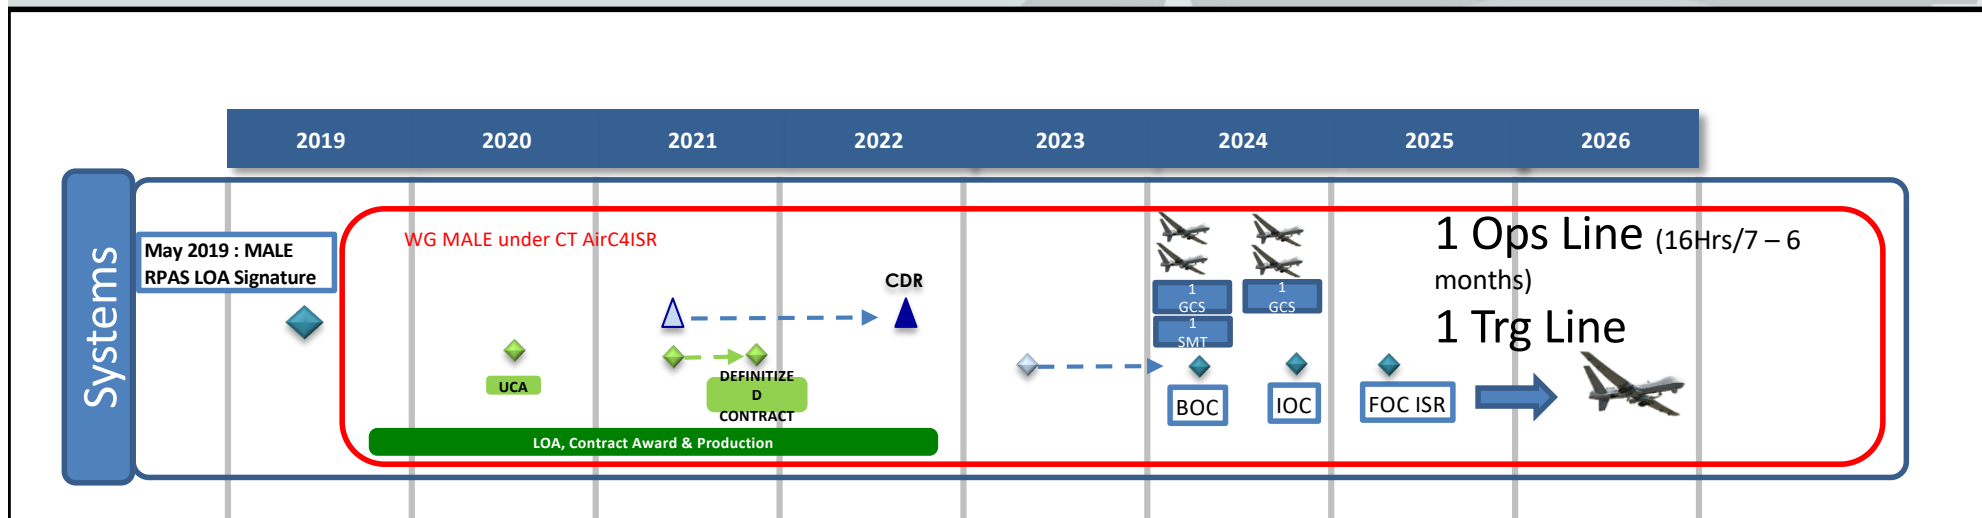 2019
2020
2021
2022
2023
2024
2025
2026
Systems
May 2019 : MALE
RPAS LOA Signature
WG MALE under CT AirC4ISR
CDR
UCA
DEFINITIZE
D
CONTRACT
LOA, Contract Award & Production
1
GCS
1
SMT
1
GCS
BOC
IOC
FOC ISR
1 Ops Line (16Hrs/7 – 6
months)
1 Trg Line